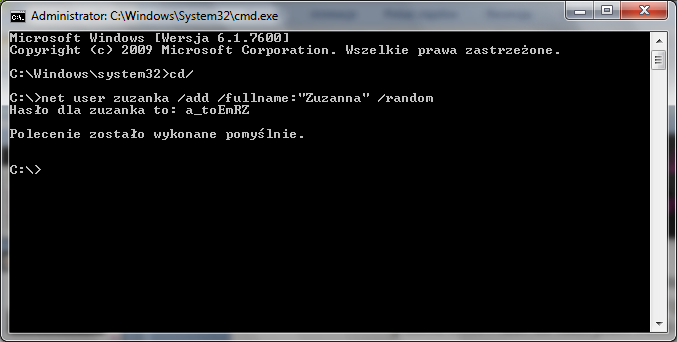 Administrator: C:\Windows\System32\cmd.exe
Microsoft Windows [Wersja 6.1.7600]
Copyright (c) 2009 Microsoft Corporation. Wszelkie prawa zastrzeżone.
C:\Windows\system32>cd/
C:\>net user zuzanka /add /fullname:"Zuzanna" /random
Hasło dla zuzanka to: a_toEmRZ
Polecenie zostało wykonane pomyślnie.
C:\>